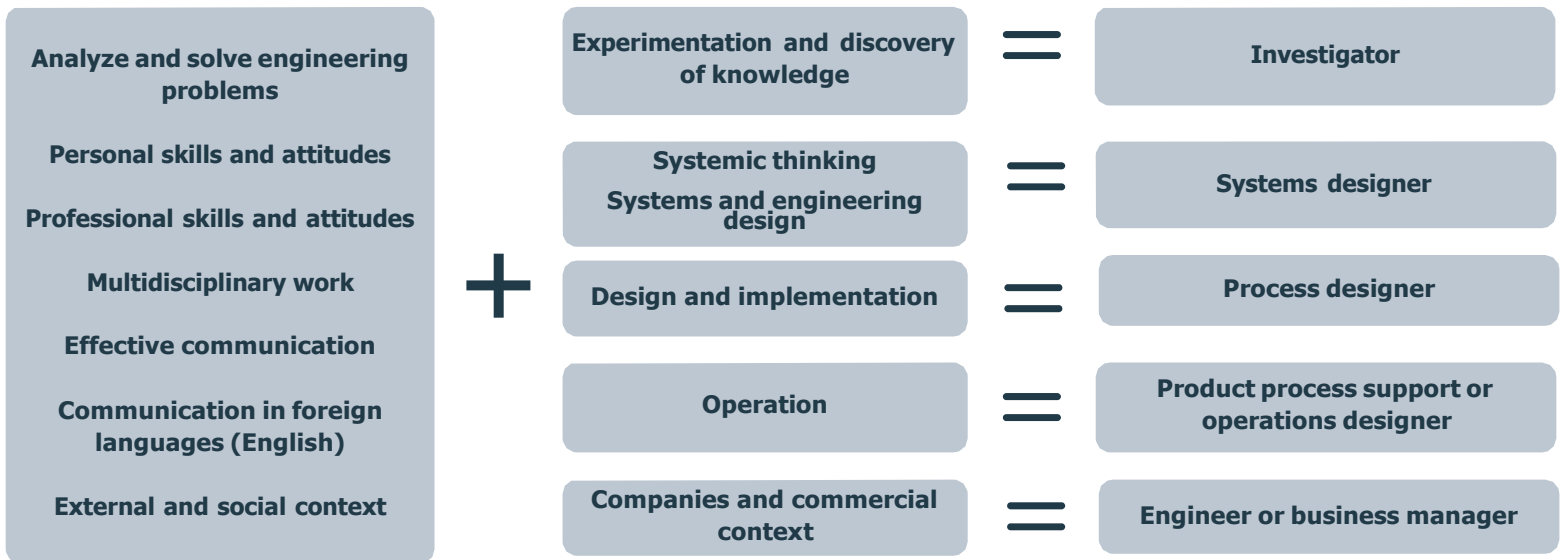 Analyze and solve engineering
problems
Personal skills and attitudes
Professional skills and attitudes
Multidisciplinary work
Effective communication
Communication in foreign
languages (English)
External and social context
+
Experimentation and discovery
of knowledge
=
Investigator
Systemic thinking
Systems and engineering
design
=
Systems designer
Design and implementation
=
Process designer
Operation
=
Product process support or
operations designer
Companies and commercial
context
=
Engineer or business manager